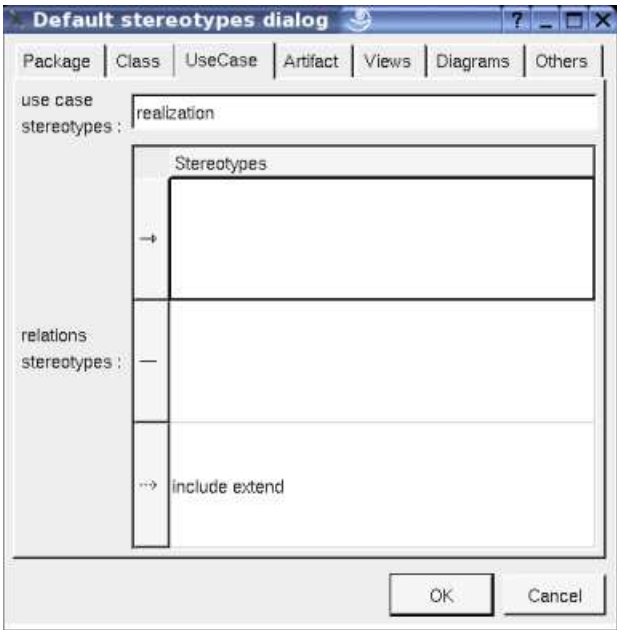 Default stereotypes dialog
?
Package Class UseCase Artifact Views Diagrams Others
use case
stereotypes :
realization
Stereotypes
relations
stereotypes :
include extend
OK Cancel